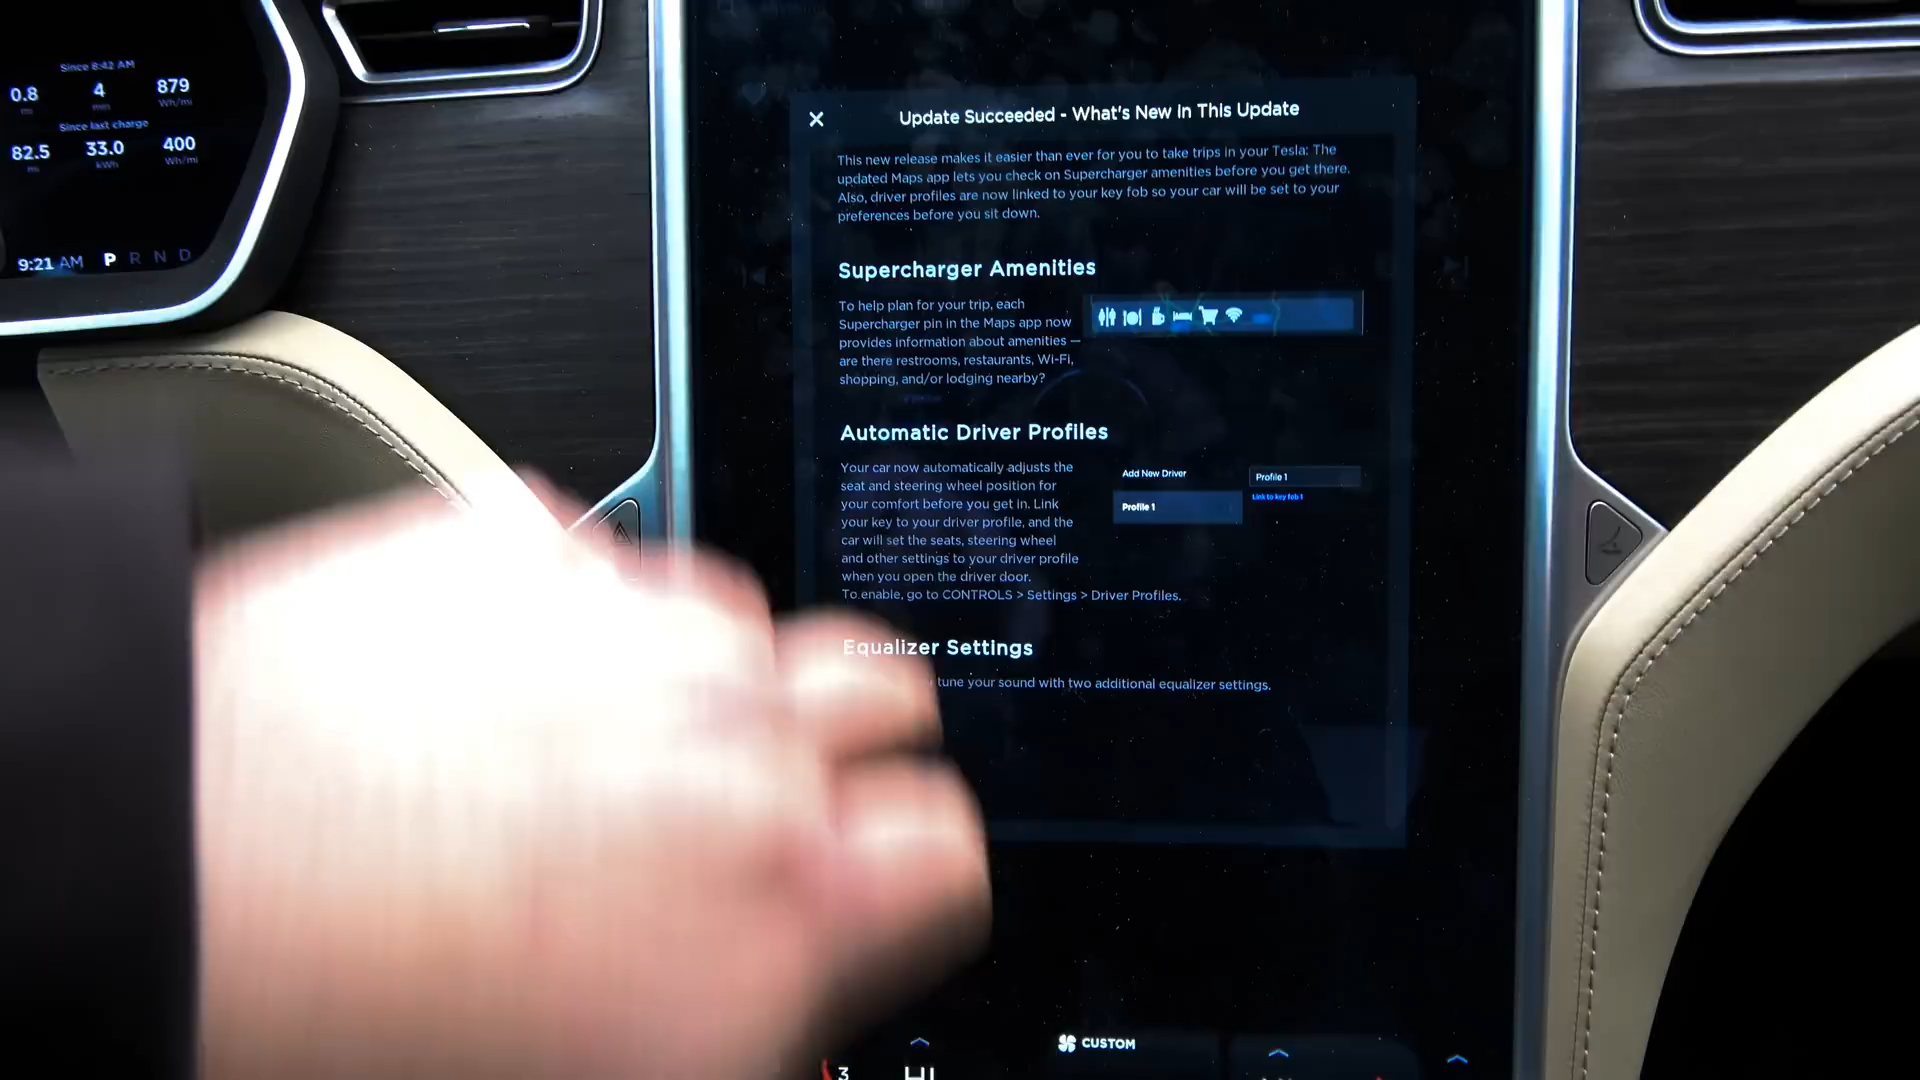 Since 8:42 AM
0.8 4 879
mi min Wh/mi
Since last charge
82.5 33.0 400
mi kWh Wh/mi
9:21 AM P R N D
Update Succeeded - What's New in This Update
This new release makes it easier than ever for you to take trips in your Tesla: The
updated Maps app lets you check on Supercharger amenities before you get there.
Also, driver profiles are now linked to your key fob so your car will be set to your
preferences before you sit down.
Supercharger Amenities
To help plan for your trip, each
Supercharger pin in the Maps app now
provides information about amenities —
are there restrooms, restaurants, Wi-Fi,
shopping, and/or lodging nearby?
Automatic Driver Profiles
Your car now automatically adjusts the
seat and steering wheel position for
your comfort before you get in. Link
your key to your driver profile, and the
car will set the seats, steering wheel
and other settings to your driver profile
when you open the driver door.
To enable, go to CONTROLS > Settings > Driver Profiles.
Add New Driver
Profile 1
Profile 1
Link to key fob 1
Equalizer Settings
tune your sound with two additional equalizer settings.
CUSTOM
3 HI